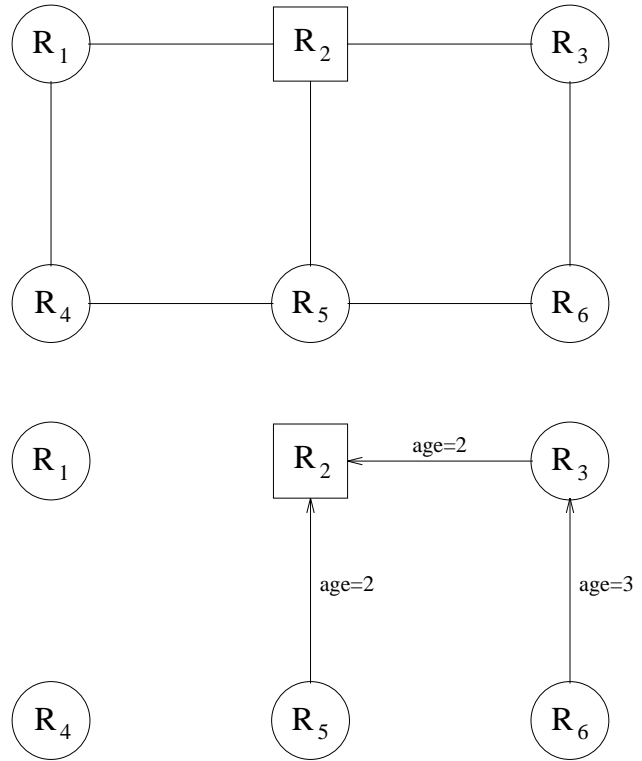 R₁ R₂ R₃
R₄ R₅ R₆
R₁ R₂ age=2 R₃
age=2 age=3
R₄ R₅ R₆